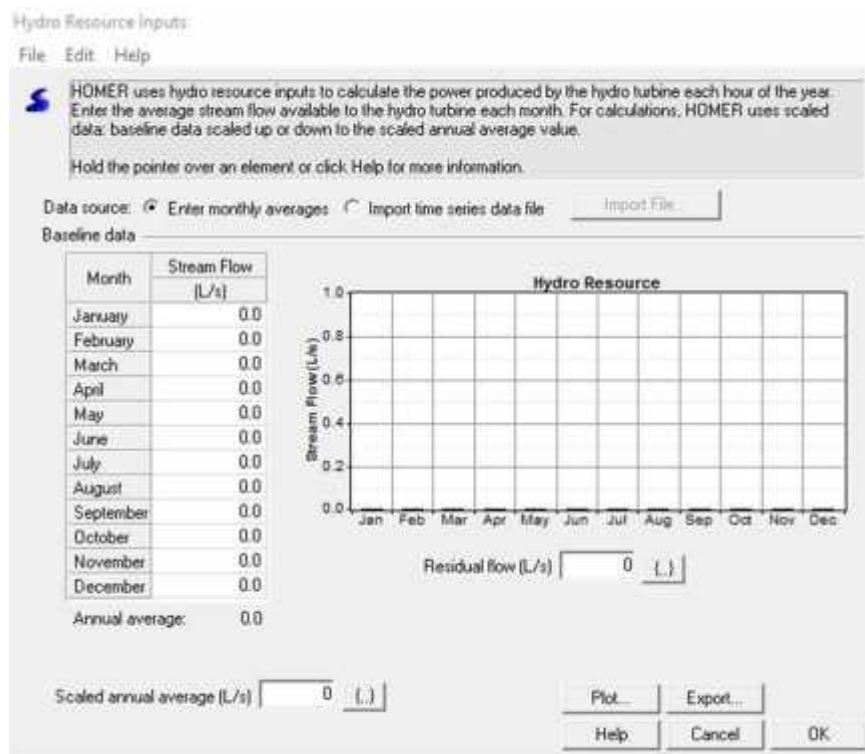 Hydro Resource Inputs
File Edit Help
HOMER uses hydro resource inputs to calculate the power produced by the hydro turbine each hour of the year.
Enter the average stream flow available to the hydro turbine each month. For calculations, HOMER uses scaled
data: baseline data scaled up or down to the scaled annual average value.
Hold the pointer over an element or click Help for more information.
Data source: Enter monthly averages Import time series data file Import File...
Baseline data
Month Stream Flow
(L/s)
January 0.0
February 0.0
March 0.0
April 0.0
May 0.0
June 0.0
July 0.0
August 0.0
September 0.0
October 0.0
November 0.0
December 0.0
Annual average: 0.0
Hydro Resource
Stream Flow (L/s)
1.0
0.8
0.6
0.4
0.2
0.0
Jan Feb Mar Apr May Jun Jul Aug Sep Oct Nov Dec
Residual flow (L/s) 0 {..}
Scaled annual average (L/s) 0 {..}
Plot... Export...
Help Cancel OK